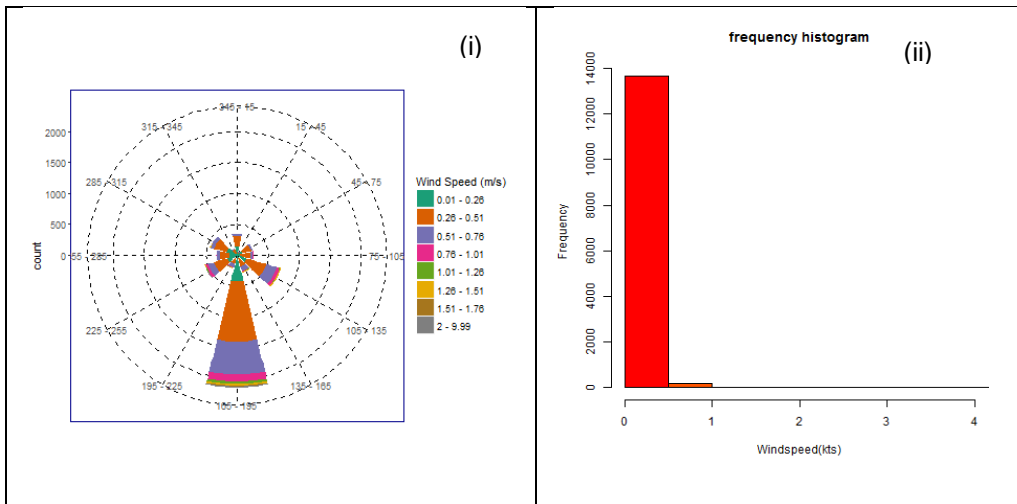 (i)
345 - 15
315 - 345
15 - 45
2000
285 - 315
45 - 75
1500
1000
500
0
55 - 285
75 - 105
count
225 - 255
105 - 135
195 - 225
135 - 165
165 - 195
Wind Speed (m/s)
0.01 - 0.26
0.26 - 0.51
0.51 - 0.76
0.76 - 1.01
1.01 - 1.26
1.26 - 1.51
1.51 - 1.76
2 - 9.99
frequency histogram
(ii)
14000
12000
10000
8000
6000
4000
2000
0
Frequency
0
1
2
3
4
Windspeed(kts)